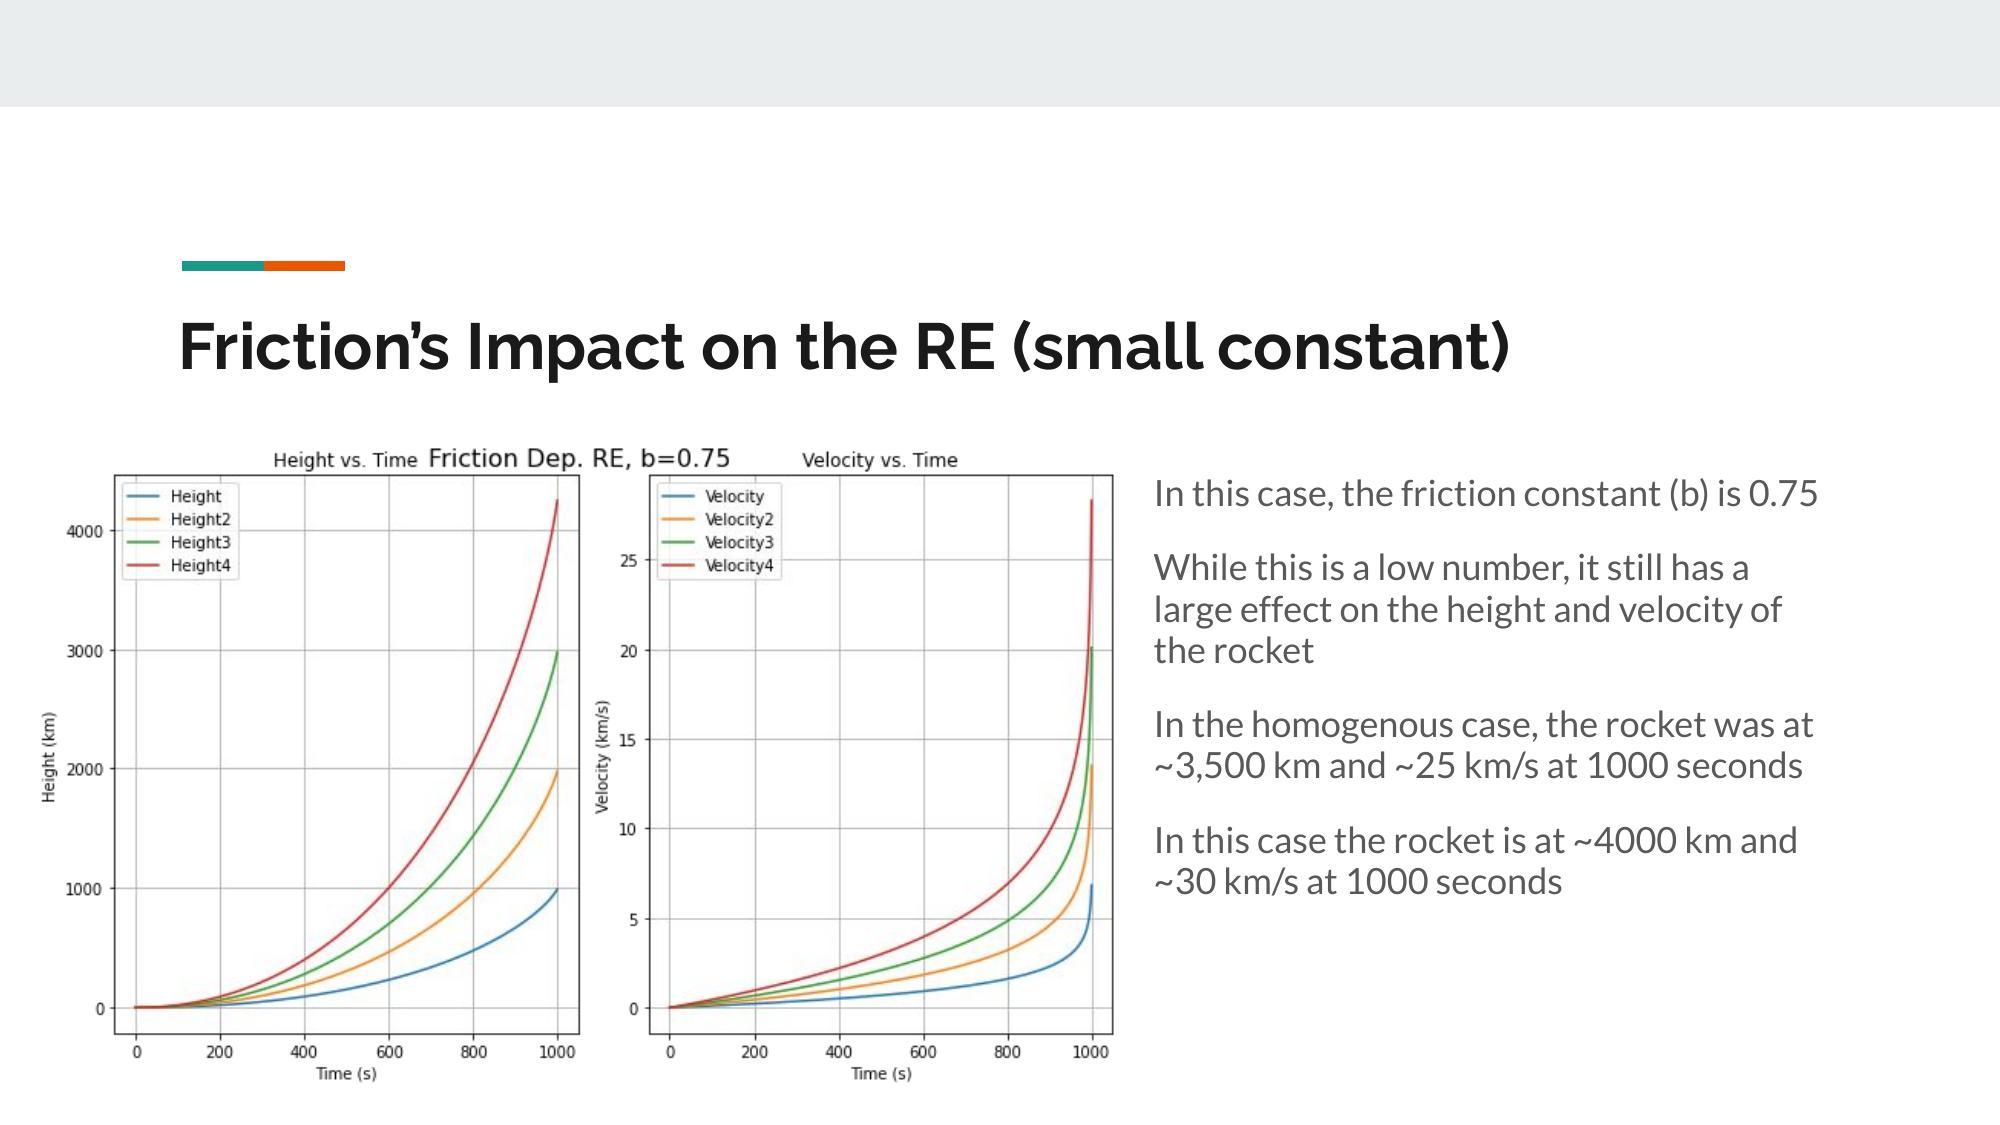 Friction’s Impact on the RE (small constant)
Friction Dep. RE, b=0.75
Height vs. Time
Height
Height2
Height3
Height4
4000
3000
2000
1000
0
Height (km)
0 200 400 600 800 1000
Time (s)
Velocity vs. Time
Velocity
Velocity2
Velocity3
Velocity4
25
20
15
10
5
0
Velocity (km/s)
0 200 400 600 800 1000
Time (s)
In this case, the friction constant (b) is 0.75
While this is a low number, it still has a
large effect on the height and velocity of
the rocket
In the homogenous case, the rocket was at
~3,500 km and ~25 km/s at 1000 seconds
In this case the rocket is at ~4000 km and
~30 km/s at 1000 seconds